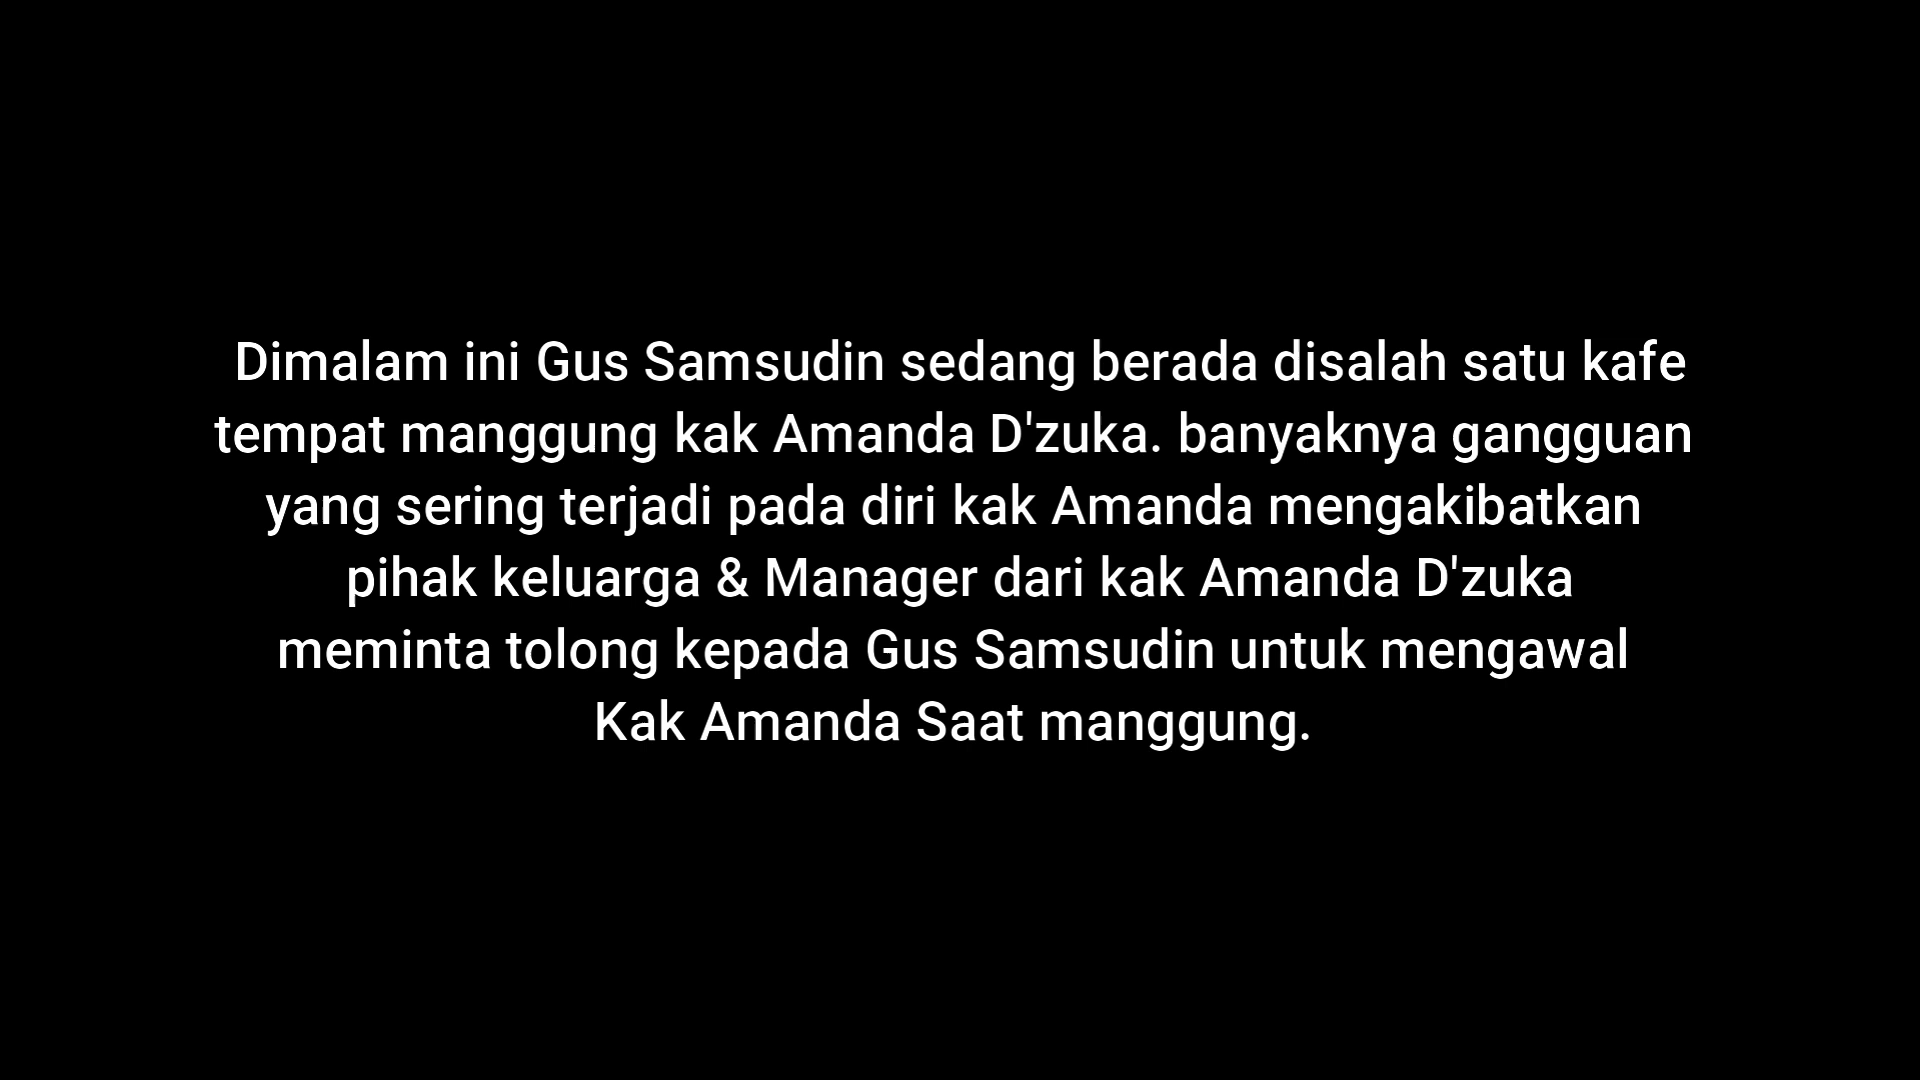 Dimalam ini Gus Samsudin sedang berada disalah satu kafe
tempat manggung kak Amanda D'zuka. banyaknya gangguan
yang sering terjadi pada diri kak Amanda mengakibatkan
pihak keluarga & Manager dari kak Amanda D'zuka
meminta tolong kepada Gus Samsudin untuk mengawal
Kak Amanda Saat manggung.